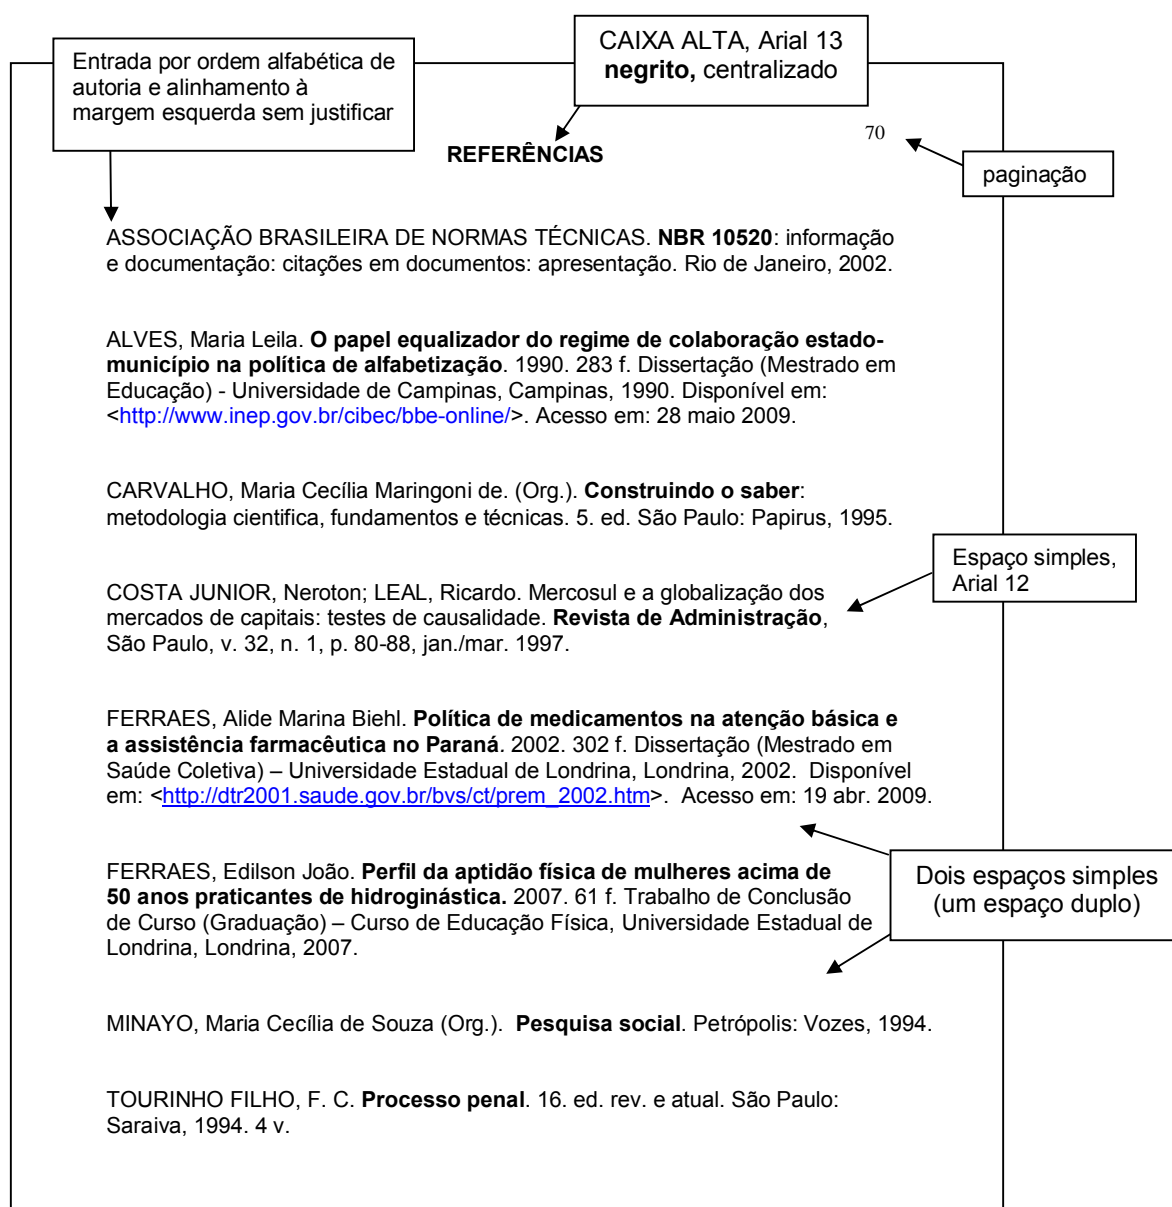 Entrada por ordem alfabética de
autoria e alinhamento à
margem esquerda sem justificar
CAIXA ALTA, Arial 13
negrito, centralizado
70
REFERÊNCIAS
paginação
ASSOCIAÇÃO BRASILEIRA DE NORMAS TÉCNICAS. NBR 10520: informação
e documentação: citações em documentos: apresentação. Rio de Janeiro, 2002.
ALVES, Maria Leila. O papel equalizador do regime de colaboração estado-
município na política de alfabetização. 1990. 283 f. Dissertação (Mestrado em
Educação) - Universidade de Campinas, Campinas, 1990. Disponível em:
<http://www.inep.gov.br/cibec/bbe-online/>. Acesso em: 28 maio 2009.
CARVALHO, Maria Cecília Maringoni de. (Org.). Construindo o saber:
metodologia cientifica, fundamentos e técnicas. 5. ed. São Paulo: Papirus, 1995.
Espaço simples,
Arial 12
COSTA JUNIOR, Neroton; LEAL, Ricardo. Mercosul e a globalização dos
mercados de capitais: testes de causalidade. Revista de Administração,
São Paulo, v. 32, n. 1, p. 80-88, jan./mar. 1997.
FERRAES, Alide Marina Biehl. Política de medicamentos na atenção básica e
a assistência farmacêutica no Paraná. 2002. 302 f. Dissertação (Mestrado em
Saúde Coletiva) – Universidade Estadual de Londrina, Londrina, 2002. Disponível
em: <http://dtr2001.saude.gov.br/bvs/ct/prem_2002.htm>. Acesso em: 19 abr. 2009.
FERRAES, Edilson João. Perfil da aptidão física de mulheres acima de
50 anos praticantes de hidroginástica. 2007. 61 f. Trabalho de Conclusão
de Curso (Graduação) – Curso de Educação Física, Universidade Estadual de
Londrina, Londrina, 2007.
Dois espaços simples
(um espaço duplo)
MINAYO, Maria Cecília de Souza (Org.). Pesquisa social. Petrópolis: Vozes, 1994.
TOURINHO FILHO, F. C. Processo penal. 16. ed. rev. e atual. São Paulo:
Saraiva, 1994. 4 v.